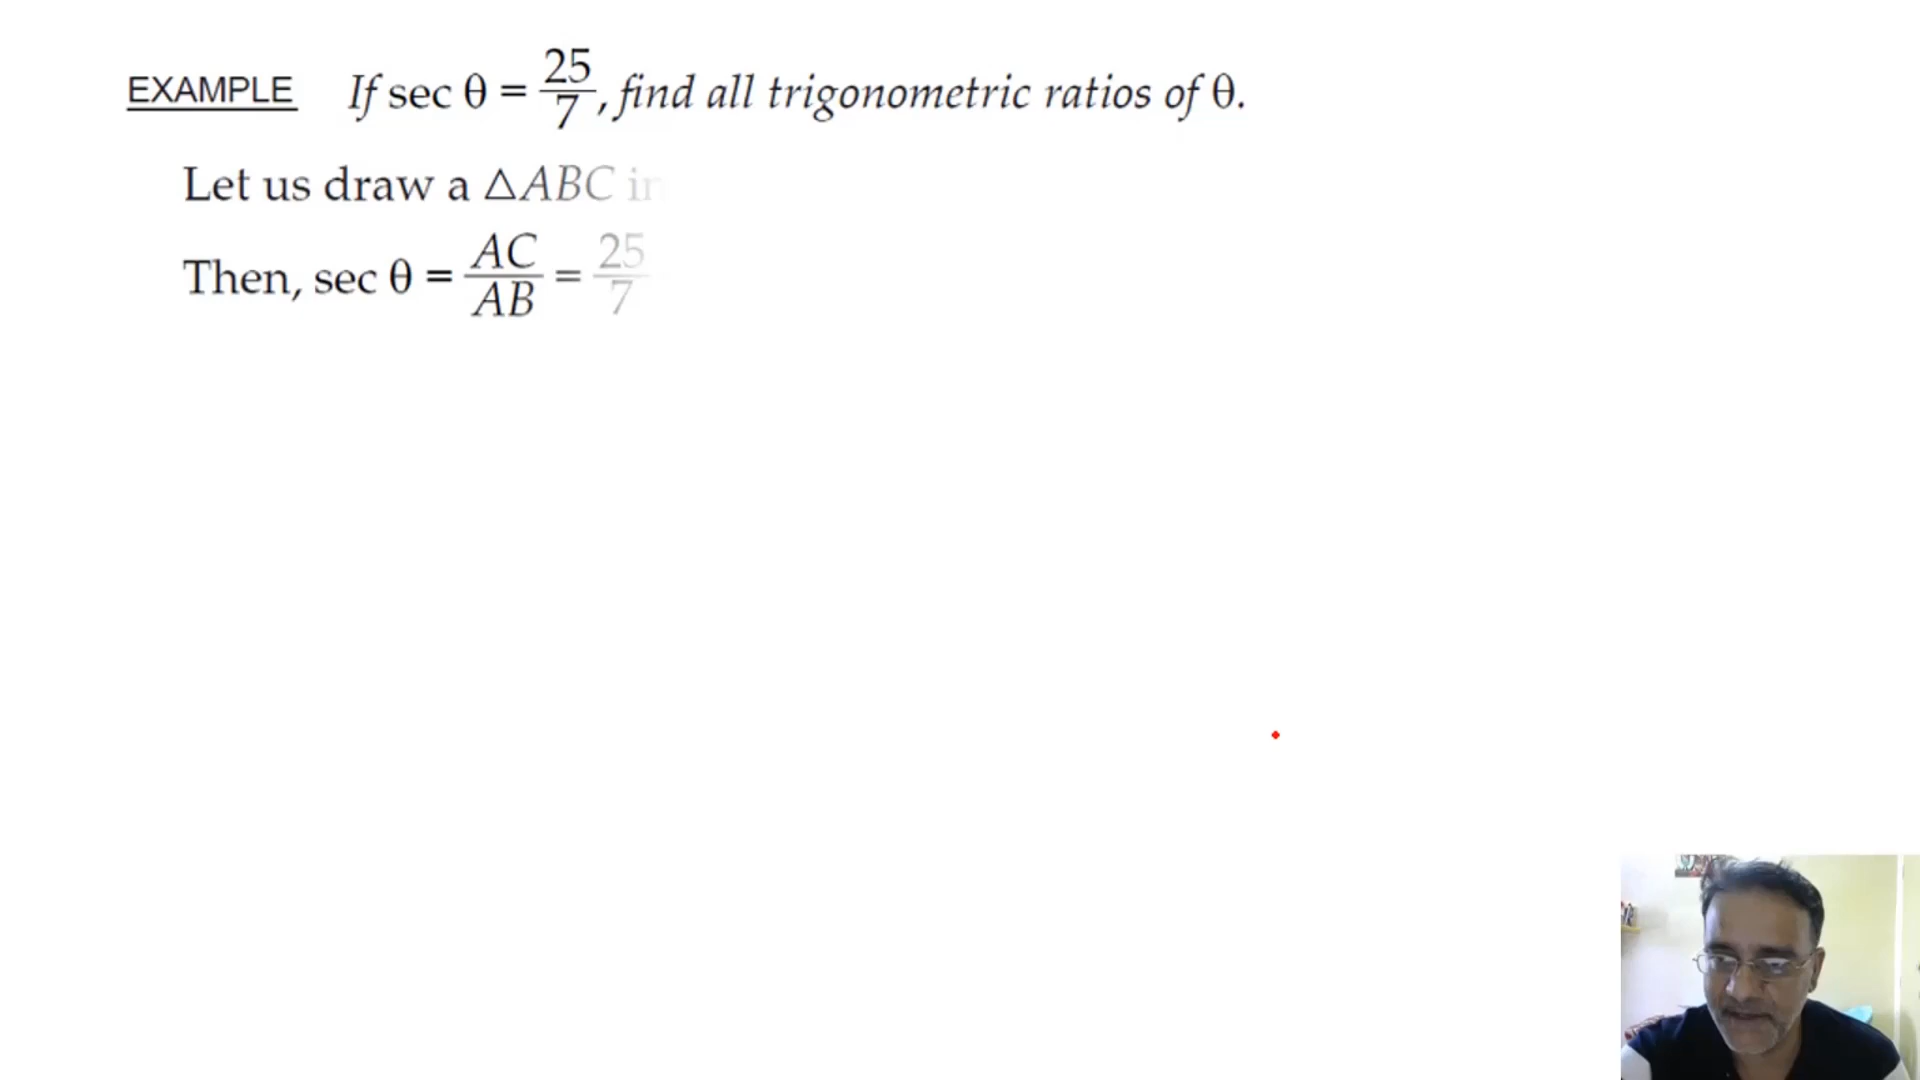 EXAMPLE If sec θ = 25/7, find all trigonometric ratios of θ.
Let us draw a △ABC in
Then, sec θ = AC/AB = 25/7